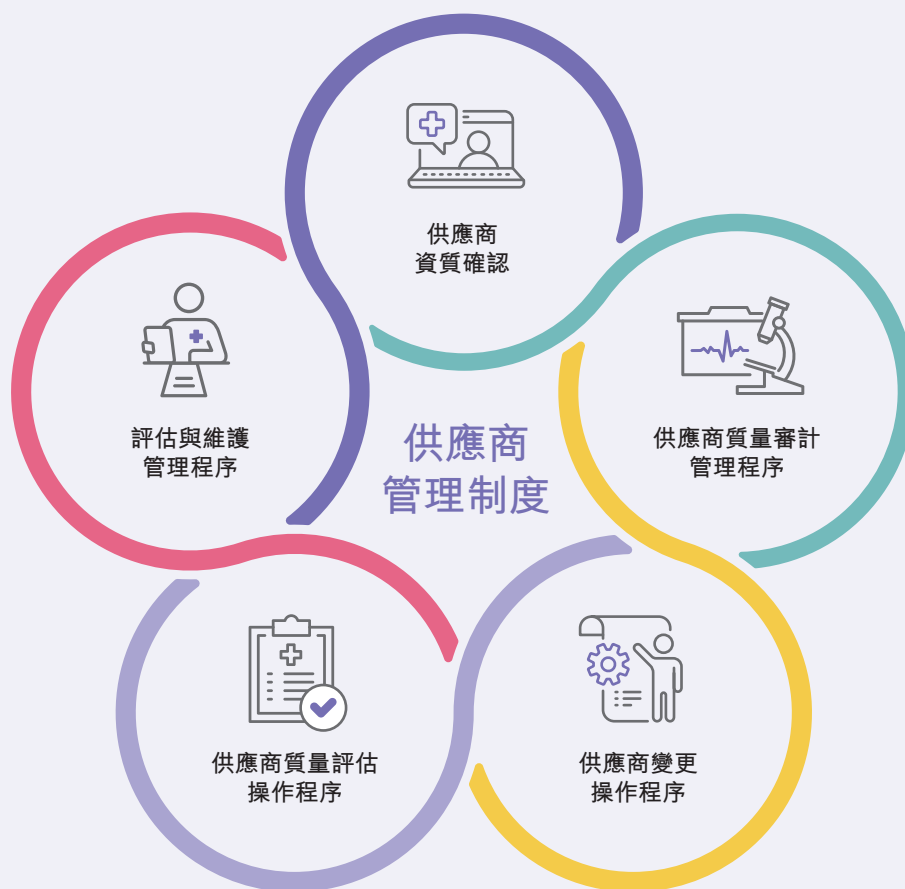 供應商
資質確認
評估與維護
管理程序
供應商
管理制度
供應商質量審計
管理程序
供應商質量評估
操作程序
供應商變更
操作程序